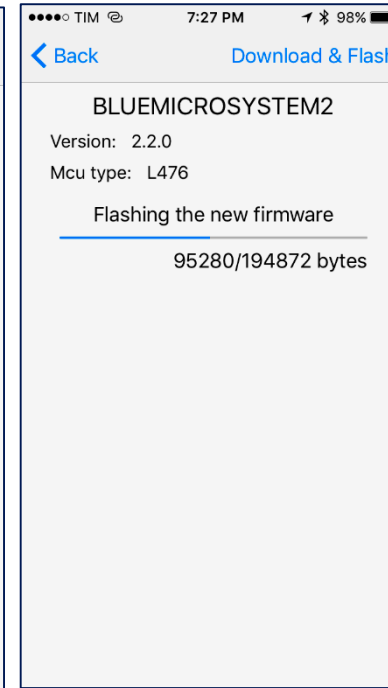 TIM 7:27 PM 98%
Back Download & Flash
BLUEMICROSYSTEM2
Version: 2.2.0
Mcu type: L476
Flashing the new firmware
95280/194872 bytes